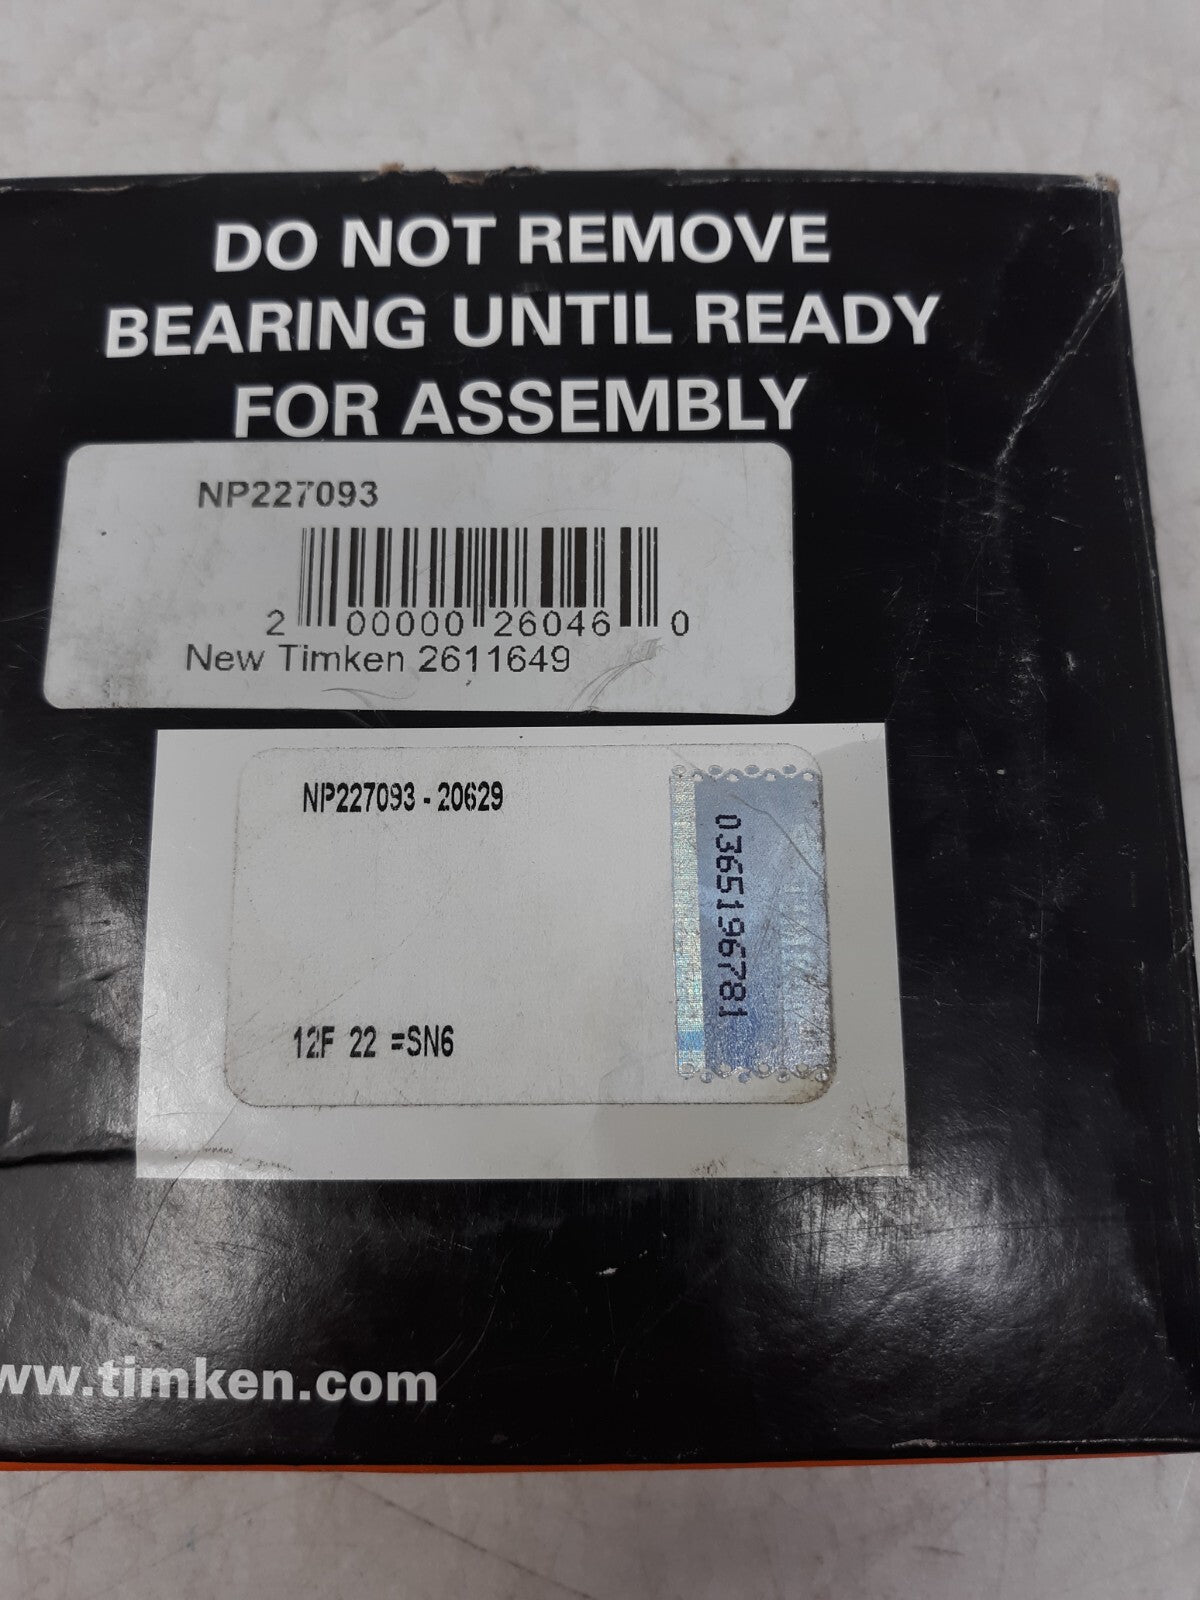 DO NOT REMOVE
BEARING UNTIL READY
FOR ASSEMBLY
NP227093
2 00000 26046 0
New Timken 2611649
NP227093 - 20629
0365196781
12F 22 =SN6
ww.timken.com